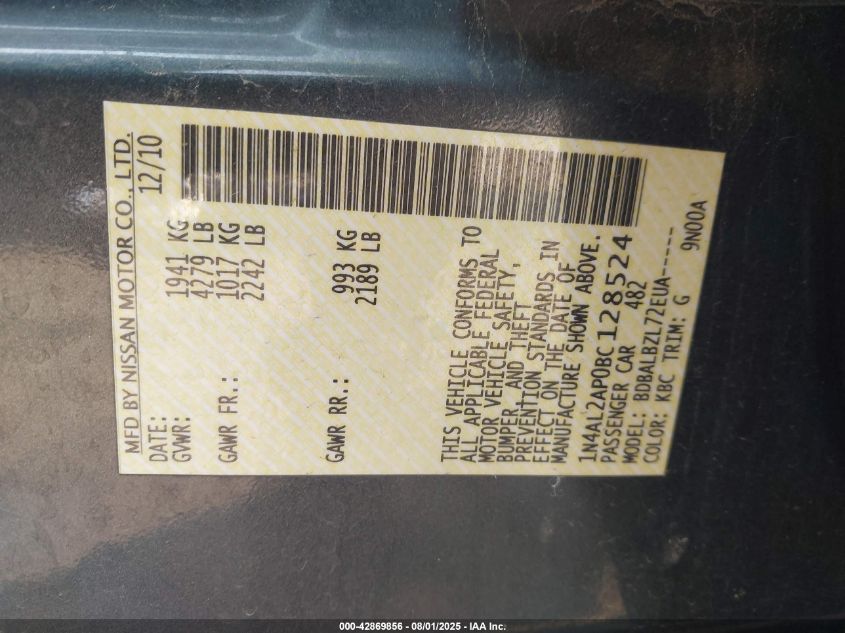 MFD BY NISSAN MOTOR CO., LTD.
DATE: 12/10
GVWR: 1941 KG
4279 LB
GAWR FR.: 1017 KG
2242 LB
GAWR RR.: 993 KG
2189 LB
THIS VEHICLE CONFORMS TO
ALL APPLICABLE FEDERAL
MOTOR VEHICLE SAFETY,
BUMPER, AND THEFT
PREVENTION STANDARDS IN
EFFECT ON THE DATE OF
MANUFACTURE SHOWN ABOVE.
1N4AL2AP0BC128524
PASSENGER CAR 482
MODEL: BDBALBZL72EUA-----
COLOR: KBC TRIM: G 9N00A
000-42869856 - 08/01/2025 - IAA Inc.